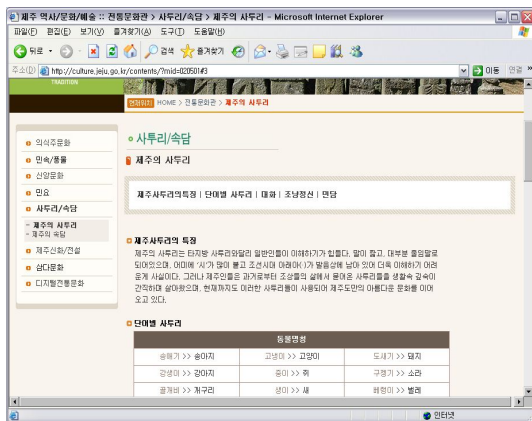 제주 역사/문화/예술 :: 전통문화관 > 사투리/속담 > 제주의 사투리 - Microsoft Internet Explorer
파일(F) 편집(E) 보기(V) 즐겨찾기(A) 도구(T) 도움말(H)
뒤로 검색 즐겨찾기
주소(D) http://culture.jeju.go.kr/contents/?mid=020501#3 이동 연결 »
TRADITION
현재위치 HOME > 전통문화관 > 제주의 사투리
사투리/속담
제주의 사투리
의식주문화
민속/풍물
신앙문화
민요
사투리/속담
- 제주의 사투리
- 제주의 속담
제주신화/전설
삼다문화
디지털전통문화
제주사투리의특징 | 단어별 사투리 | 대화 | 조냥정신 | 만담
제주사투리의 특징
제주의 사투리는 타지방 사투리와달리 일반인들이 이해하기가 힘들다. 말이 짧고, 대부분 줄임말로
되어있으며, 어미에 '시'가 많이 붙고 조선시대 아래아(·)가 발음상에 남아 있어 더욱 이해하기 어려
운게 사실이다. 그러나 제주인들은 과거로부터 조상들의 삶에서 묻어온 사투리들을 생활속 깊숙이
간직하며 살아왔으며, 현재까지도 이러한 사투리들이 사용되어 제주도만의 아름다운 문화를 이어
오고 있다.
단어별 사투리
동물명칭
송애기 >> 송아지 고냉이 >> 고양이 도새기 >> 돼지
강생이 >> 강아지 중이 >> 쥐 구쟁기 >> 소라
골개비 >> 개구리 생이 >> 새 베렝이 >> 벌레
인터넷